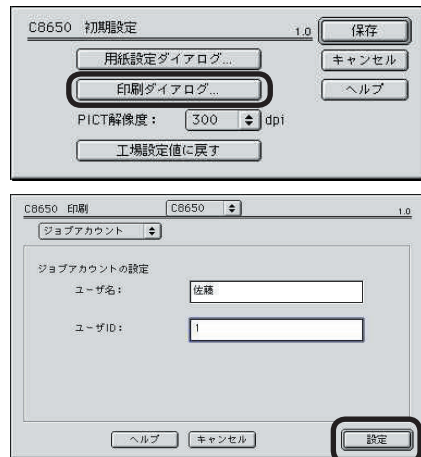 C8650 初期設定 1.0 保存
用紙設定ダイアログ... キャンセル
印刷ダイアログ... ヘルプ
PICT解像度： 300 dpi
工場設定値に戻す
C8650 印刷 C8650 1.0
ジョブアカウント
ジョブアカウントの設定
ユーザ名： 佐藤
ユーザID： 1
ヘルプ キャンセル 設定